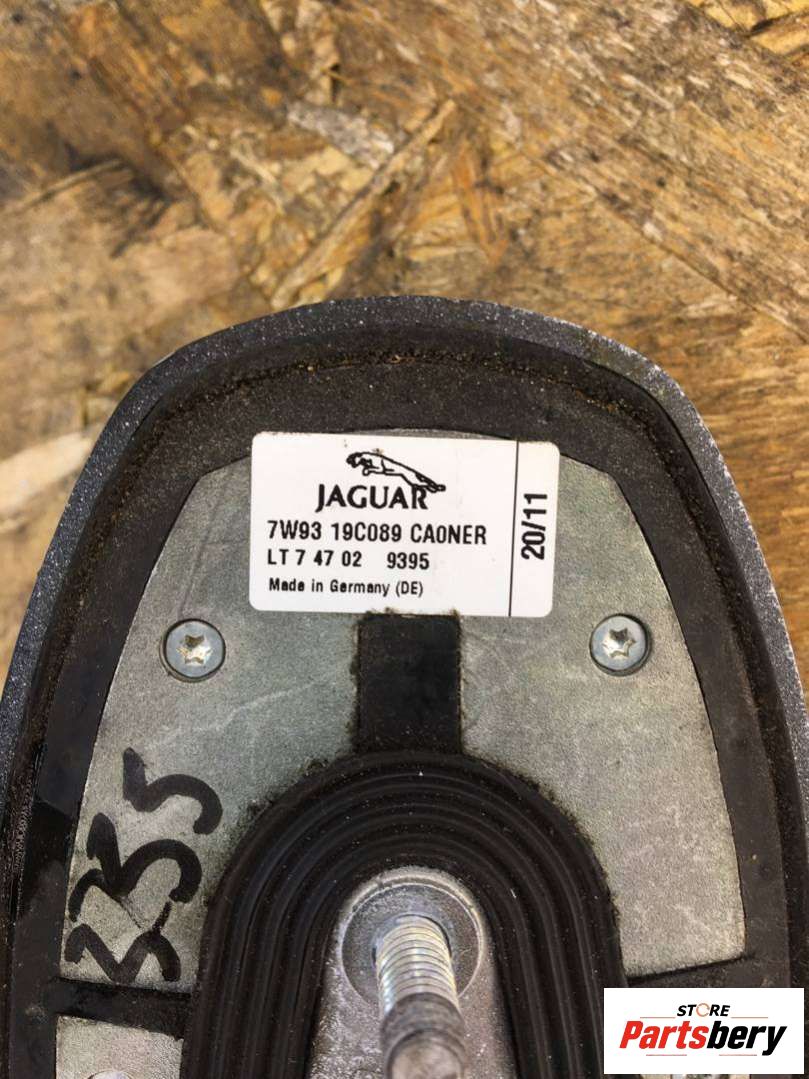 JAGUAR
7W93 19C089 CA0NER
LT 7 47 02 9395
Made in Germany (DE)
20/11
335
STORE
Partsbery